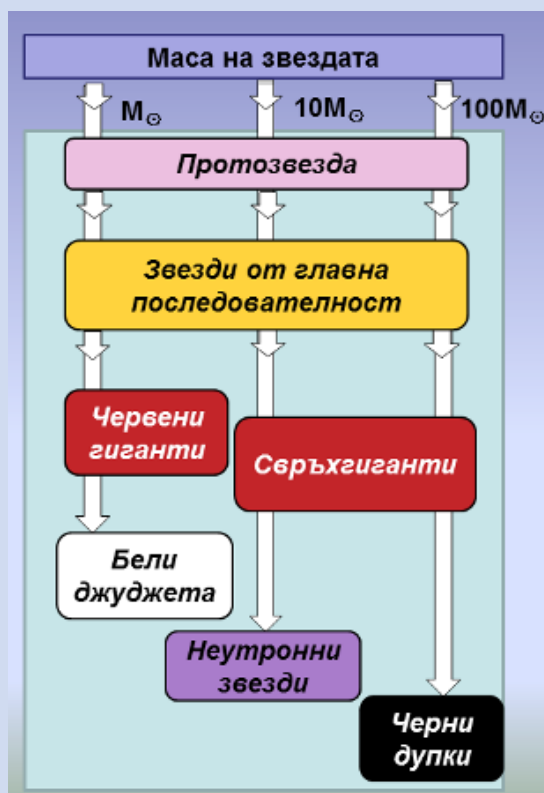 Маса на звездата
M☉
10M☉
100M☉
Протозвезда
Звезди от главна
последователност
Червени
гиганти
Свръхгиганти
Бели
джуджета
Неутронни
звезди
Черни
дупки